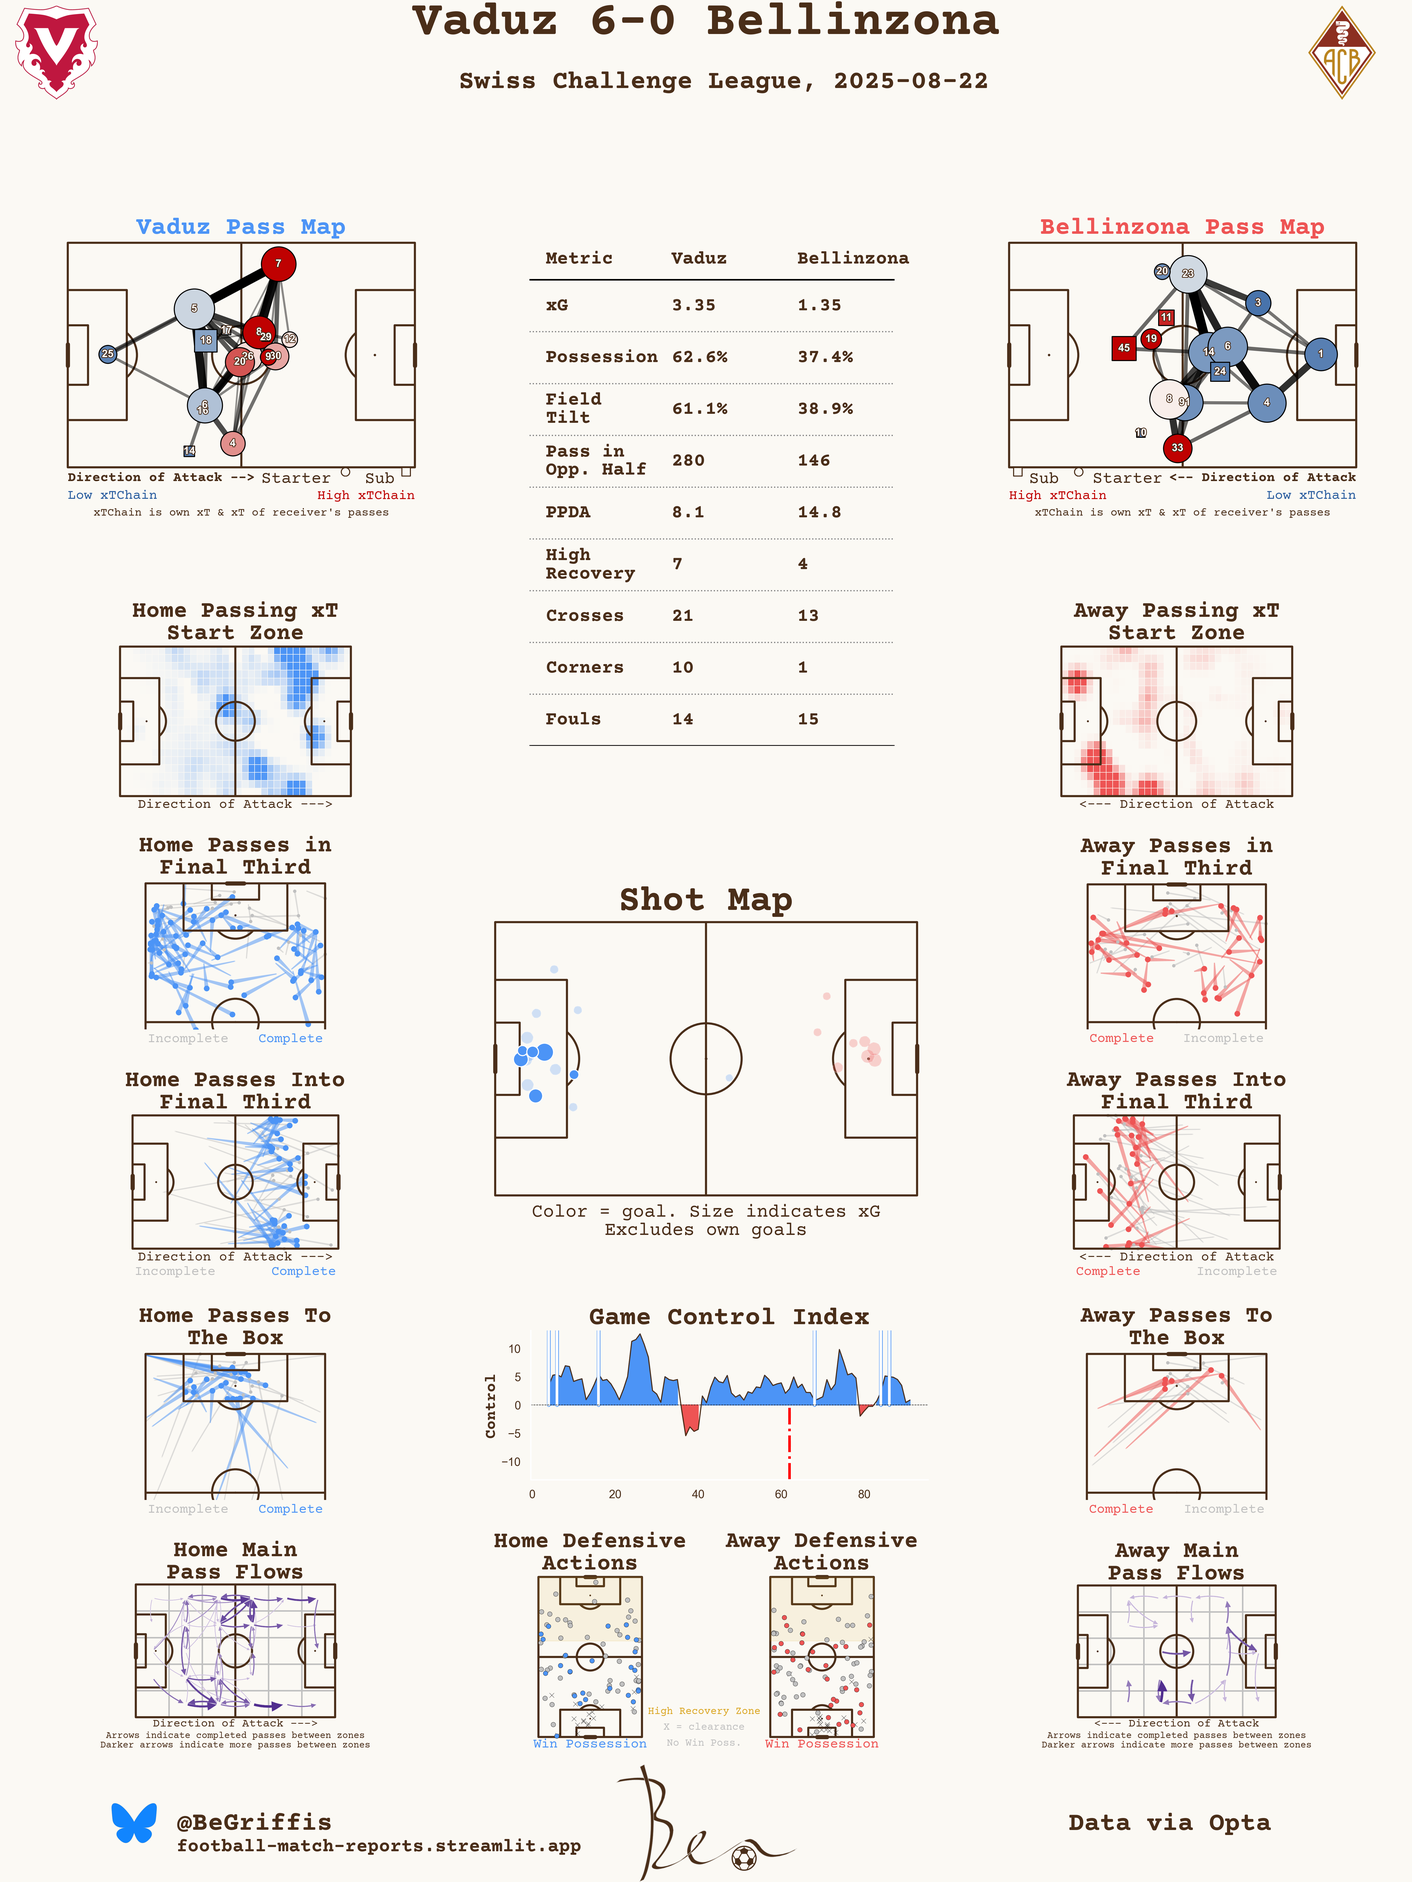 Vaduz 6-0 Bellinzona
Swiss Challenge League, 2025-08-22
V
ACB
Vaduz Pass Map
7
5
17
8
29
12
18
25
26
20
9
30
6
16
4
14
Direction of Attack --> Starter Sub
Low xTChain High xTChain
xTChain is own xT & xT of receiver's passes
Metric Vaduz Bellinzona
xG 3.35 1.35
Possession 62.6% 37.4%
Field
Tilt 61.1% 38.9%
Pass in
Opp. Half 280 146
PPDA 8.1 14.8
High
Recovery 7 4
Crosses 21 13
Corners 10 1
Fouls 14 15
Bellinzona Pass Map
20
23
3
11
45
19
14
6
1
24
8
91
4
10
33
Sub Starter <-- Direction of Attack
High xTChain Low xTChain
xTChain is own xT & xT of receiver's passes
Home Passing xT
Start Zone
Direction of Attack --->
Away Passing xT
Start Zone
<--- Direction of Attack
Home Passes in
Final Third
Incomplete Complete
Away Passes in
Final Third
Complete Incomplete
Shot Map
Color = goal. Size indicates xG
Excludes own goals
Home Passes Into
Final Third
Direction of Attack --->
Incomplete Complete
Away Passes Into
Final Third
<--- Direction of Attack
Complete Incomplete
Home Passes To
The Box
Incomplete Complete
Game Control Index
Control
10
5
0
−5
−10
0 20 40 60 80
Away Passes To
The Box
Complete Incomplete
Home Main
Pass Flows
Direction of Attack --->
Arrows indicate completed passes between zones
Darker arrows indicate more passes between zones
Home Defensive
Actions
Win Possession
Away Defensive
Actions
Win Possession
High Recovery Zone
X = clearance
No Win Poss.
Away Main
Pass Flows
<--- Direction of Attack
Arrows indicate completed passes between zones
Darker arrows indicate more passes between zones
@BeGriffis
football-match-reports.streamlit.app
Ben
Data via Opta